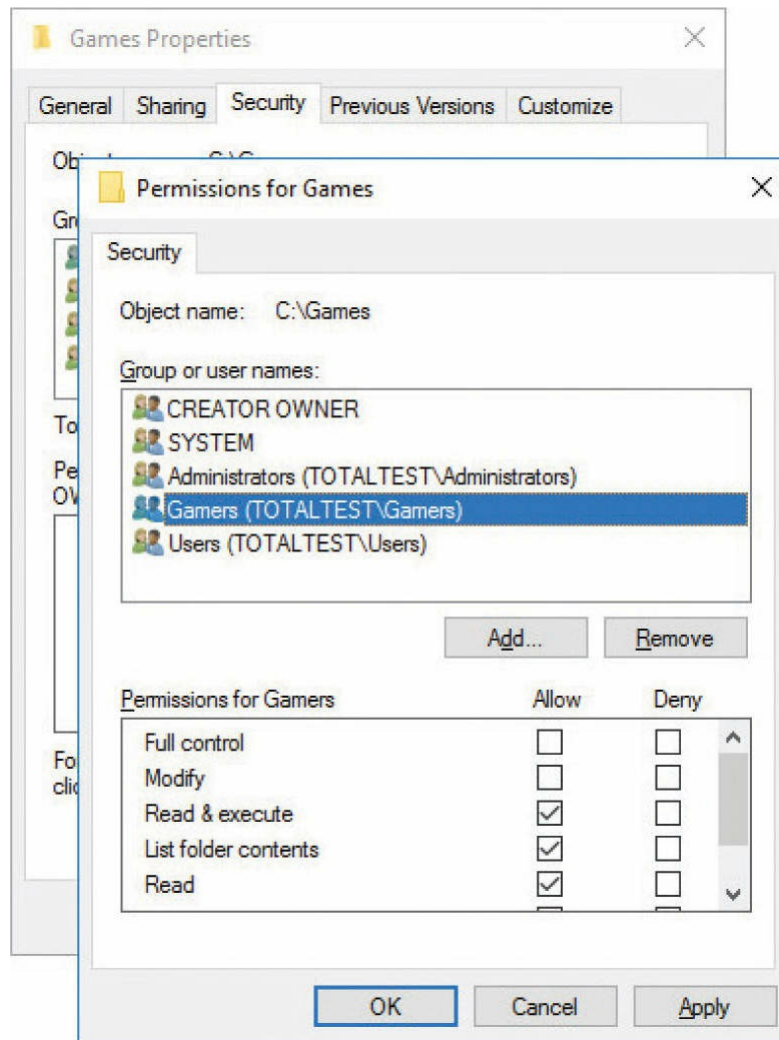 Games Properties
General Sharing Security Previous Versions Customize
Permissions for Games
Security
Object name: C:\Games
Group or user names:
CREATOR OWNER
SYSTEM
Administrators (TOTALTEST\Administrators)
Gamers (TOTALTEST\Gamers)
Users (TOTALTEST\Users)
Add... Remove
Permissions for Gamers Allow Deny
Full control
Modify
Read & execute
List folder contents
Read
OK Cancel Apply